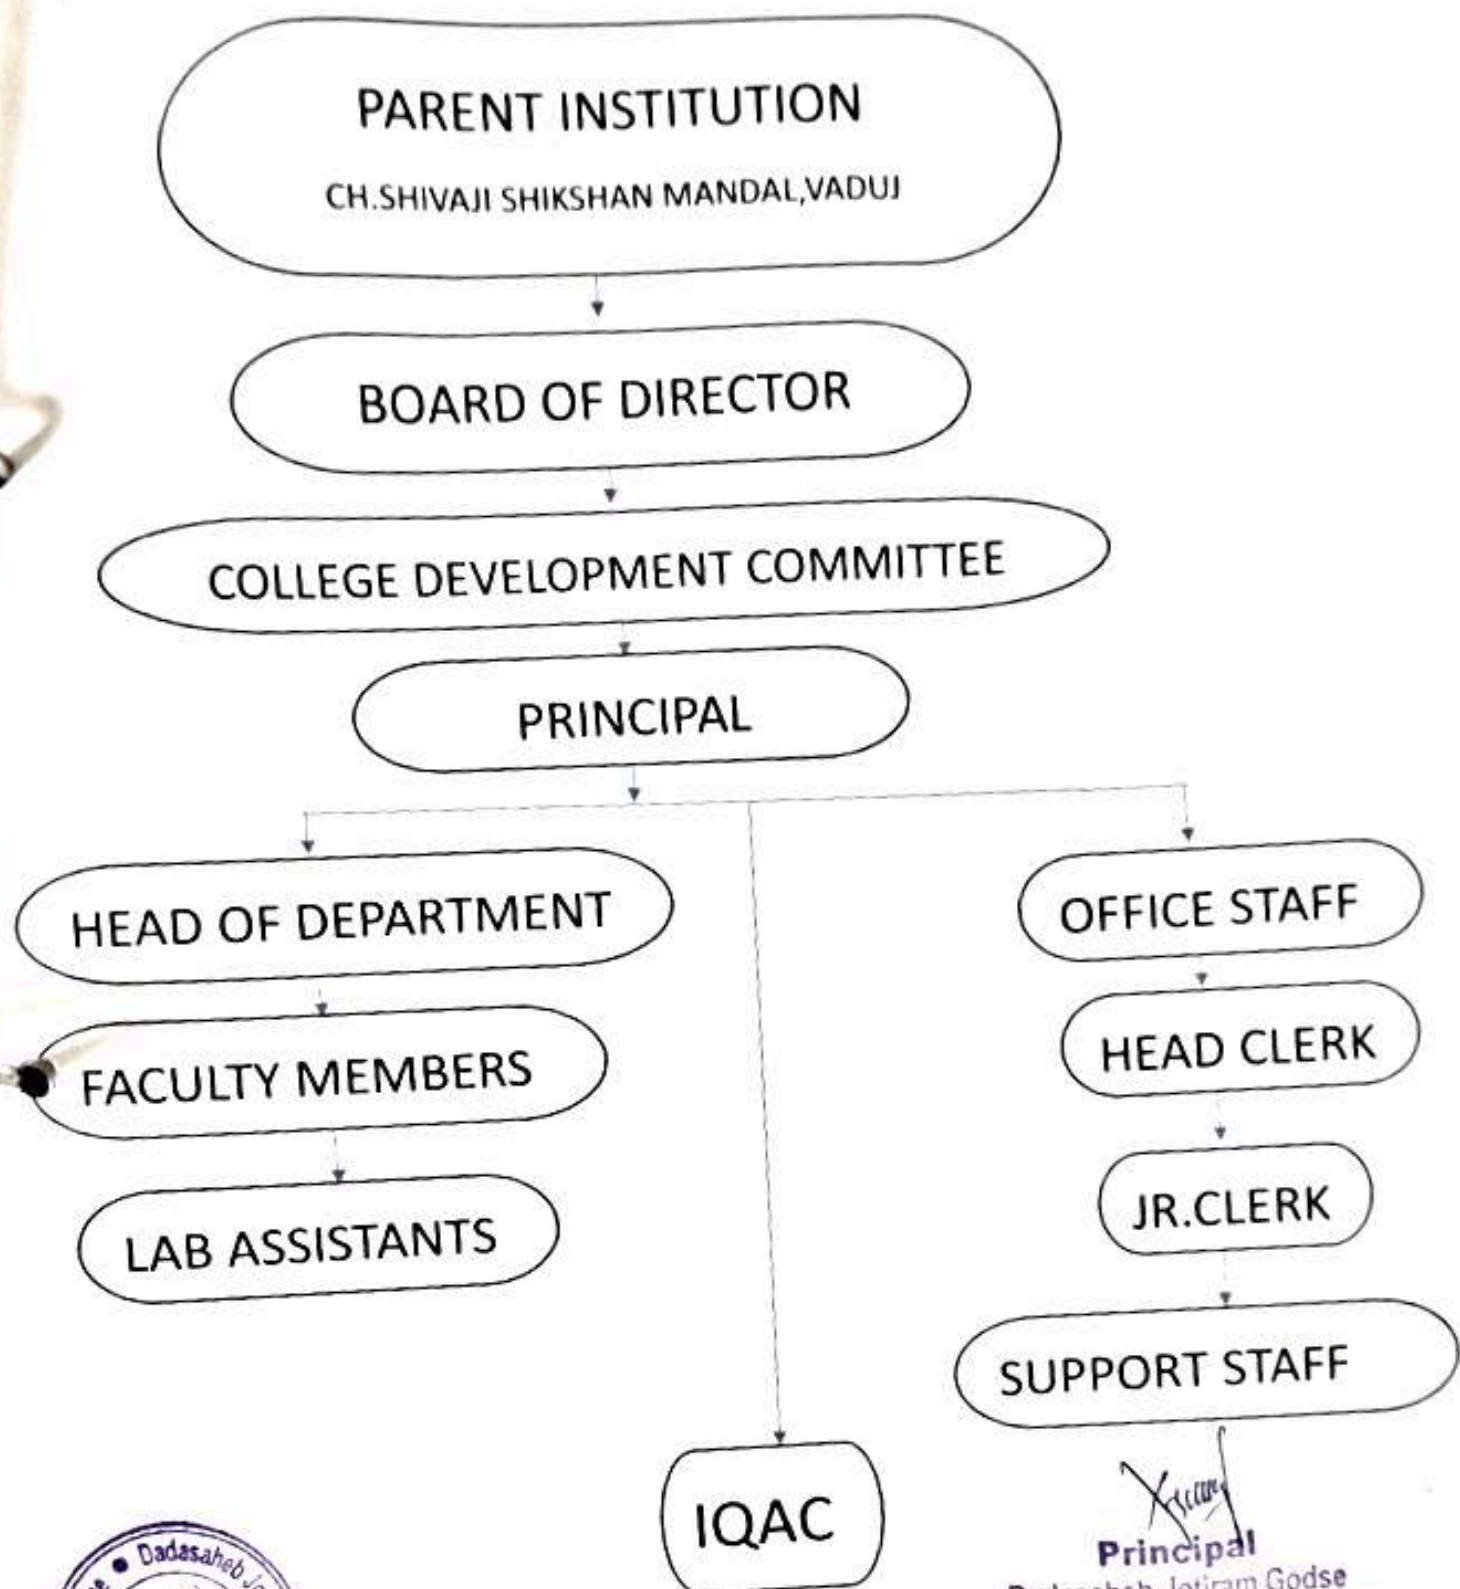 PARENT INSTITUTION
CH.SHIVAJI SHIKSHAN MANDAL,VADUJ
BOARD OF DIRECTOR
COLLEGE DEVELOPMENT COMMITTEE
PRINCIPAL
HEAD OF DEPARTMENT
OFFICE STAFF
HEAD CLERK
FACULTY MEMBERS
JR.CLERK
LAB ASSISTANTS
SUPPORT STAFF
IQAC
Principal
Dadasaheb Jotiram Godse
Dadasaheb